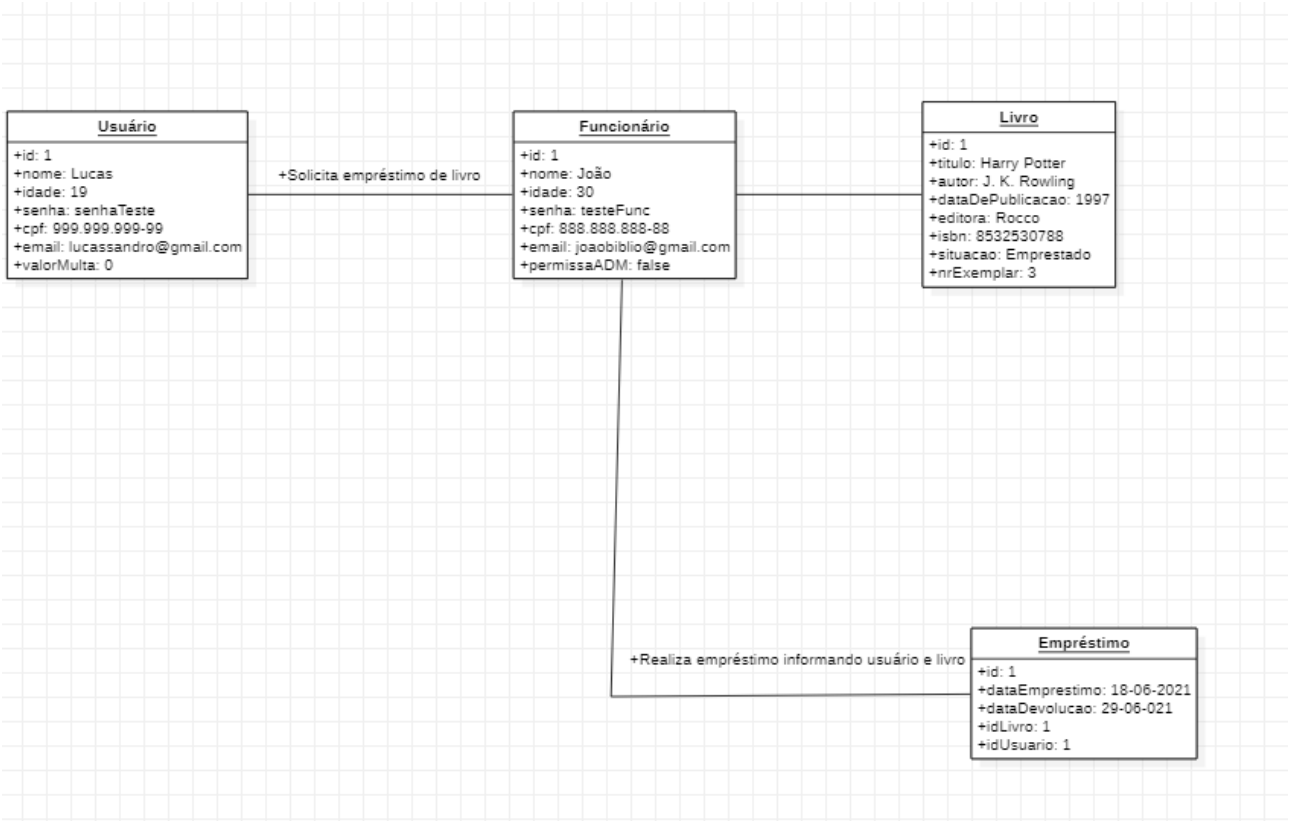 Usuário
+id: 1
+nome: Lucas
+idade: 19
+senha: senhaTeste
+cpf: 999.999.999-99
+email: lucassandro@gmail.com
+valorMulta: 0
+Solicita empréstimo de livro
Funcionário
+id: 1
+nome: João
+idade: 30
+senha: testeFunc
+cpf: 888.888.888-88
+email: joaobiblio@gmail.com
+permissaADM: false
Livro
+id: 1
+titulo: Harry Potter
+autor: J. K. Rowling
+dataDePublicacao: 1997
+editora: Rocco
+isbn: 8532530788
+situacao: Emprestado
+nrExemplar: 3
+Realiza empréstimo informando usuário e livro
Empréstimo
+id: 1
+dataEmprestimo: 18-06-2021
+dataDevolucao: 29-06-021
+idLivro: 1
+idUsuario: 1